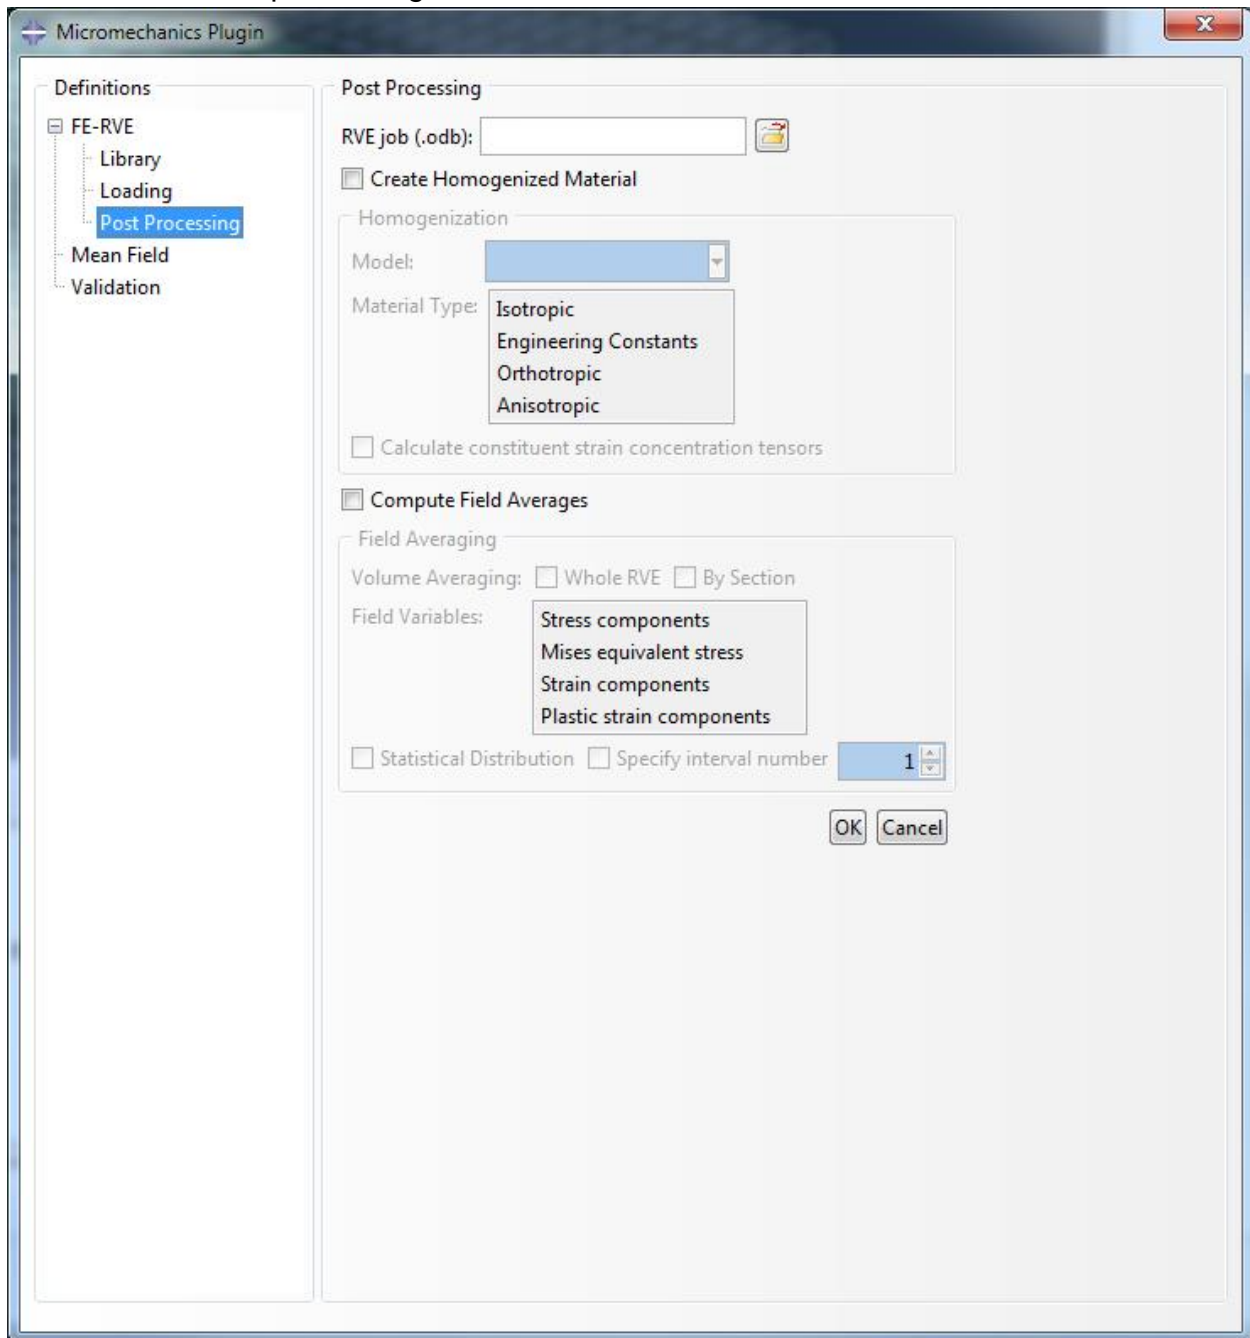 Micromechanics Plugin
X
Definitions
FE-RVE
Library
Loading
Post Processing
Mean Field
Validation
Post Processing
RVE job (.odb):
Create Homogenized Material
Homogenization
Model:
Material Type:
Isotropic
Engineering Constants
Orthotropic
Anisotropic
Calculate constituent strain concentration tensors
Compute Field Averages
Field Averaging
Volume Averaging: Whole RVE By Section
Field Variables:
Stress components
Mises equivalent stress
Strain components
Plastic strain components
Statistical Distribution Specify interval number 1
OK Cancel